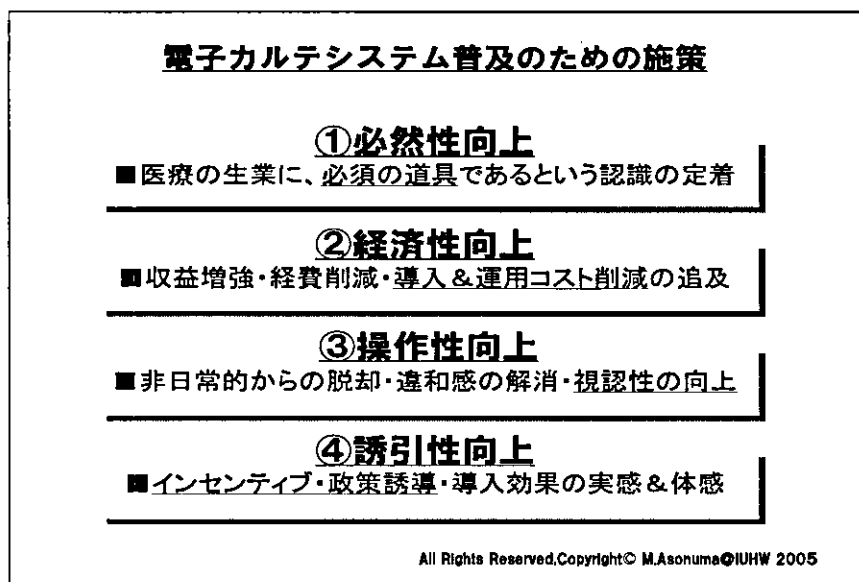 電子カルテシステム普及のための施策
①必然性向上
■医療の生業に、必須の道具であるという認識の定着
②経済性向上
■収益増強・経費削減・導入＆運用コスト削減の追及
③操作性向上
■非日常的からの脱却・違和感の解消・視認性の向上
④誘引性向上
■インセンティブ・政策誘導・導入効果の実感＆体感
All Rights Reserved,Copyright© M.Asonuma@IUHW 2005